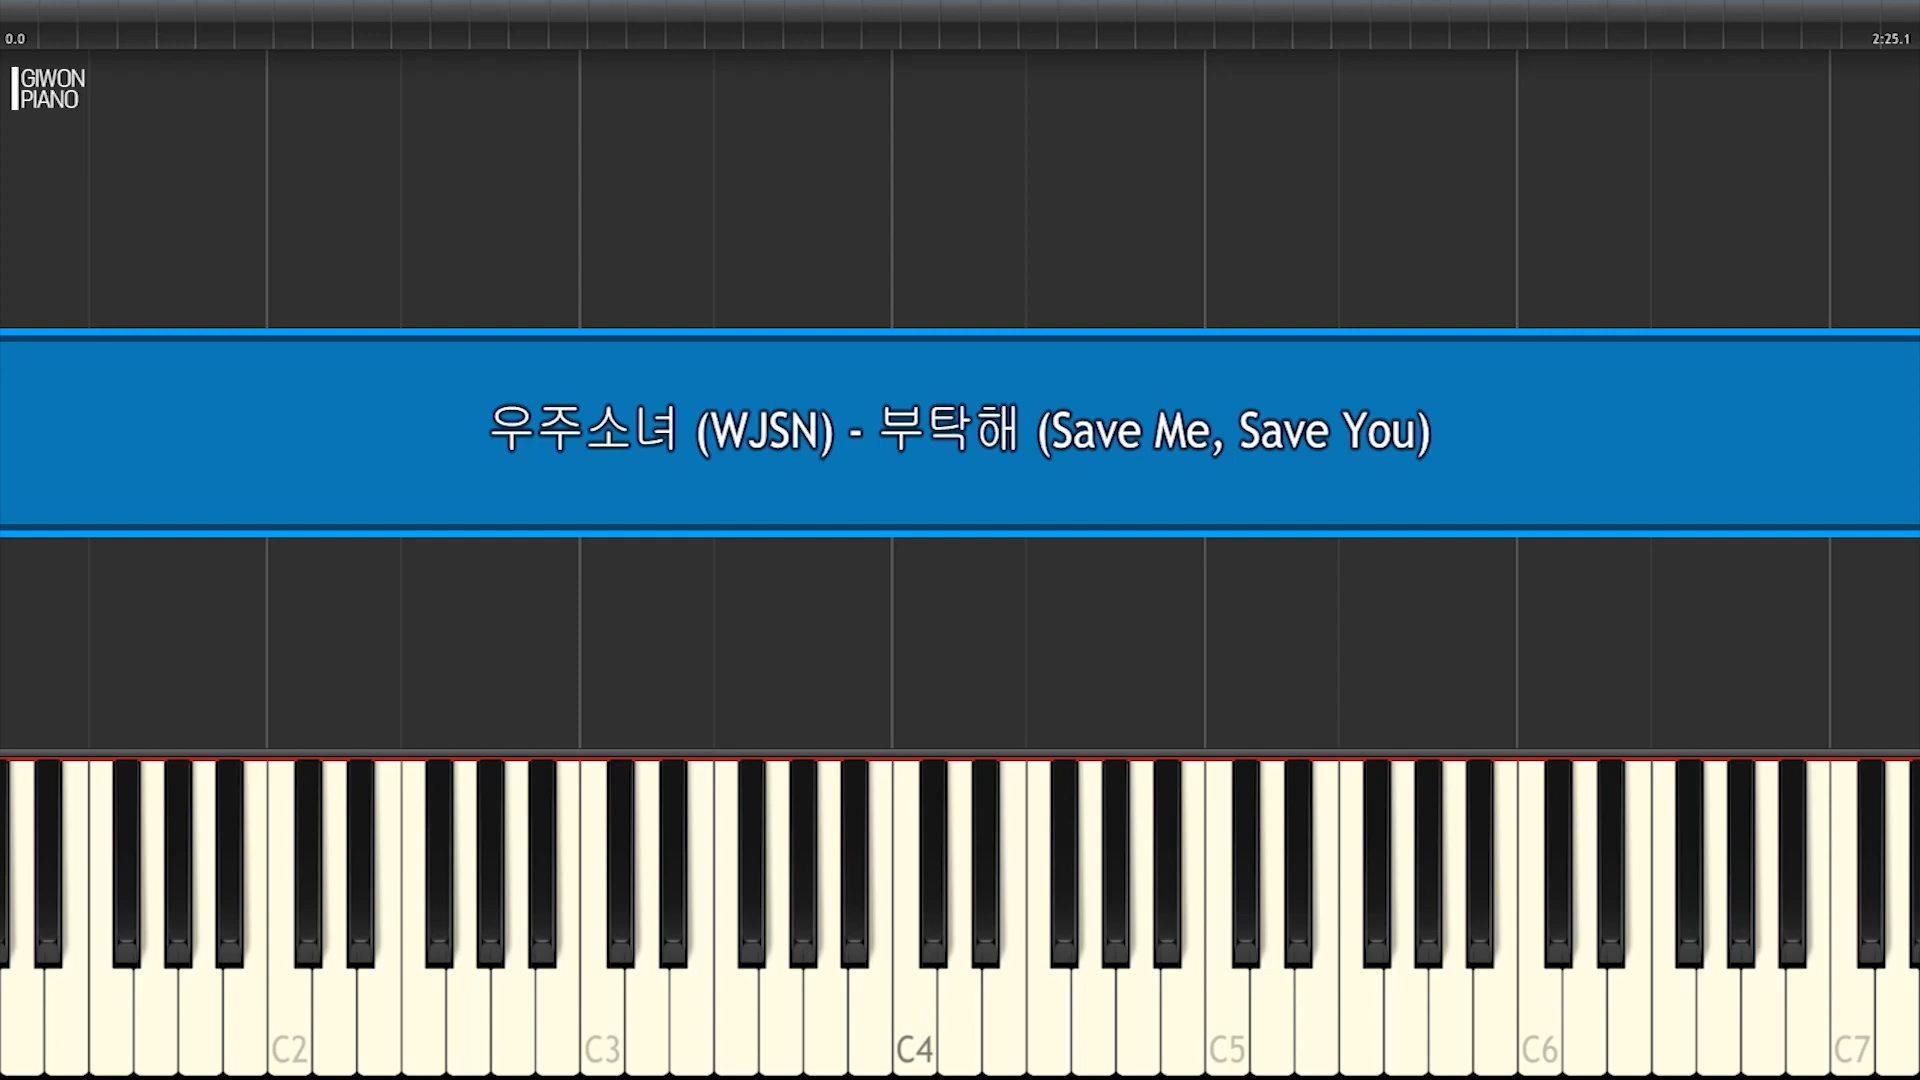 0.0
2:25.1
GIWON
PIANO
우주소녀 (WJSN) - 부탁해 (Save Me, Save You)
C2
C3
C4
C5
C6
C7